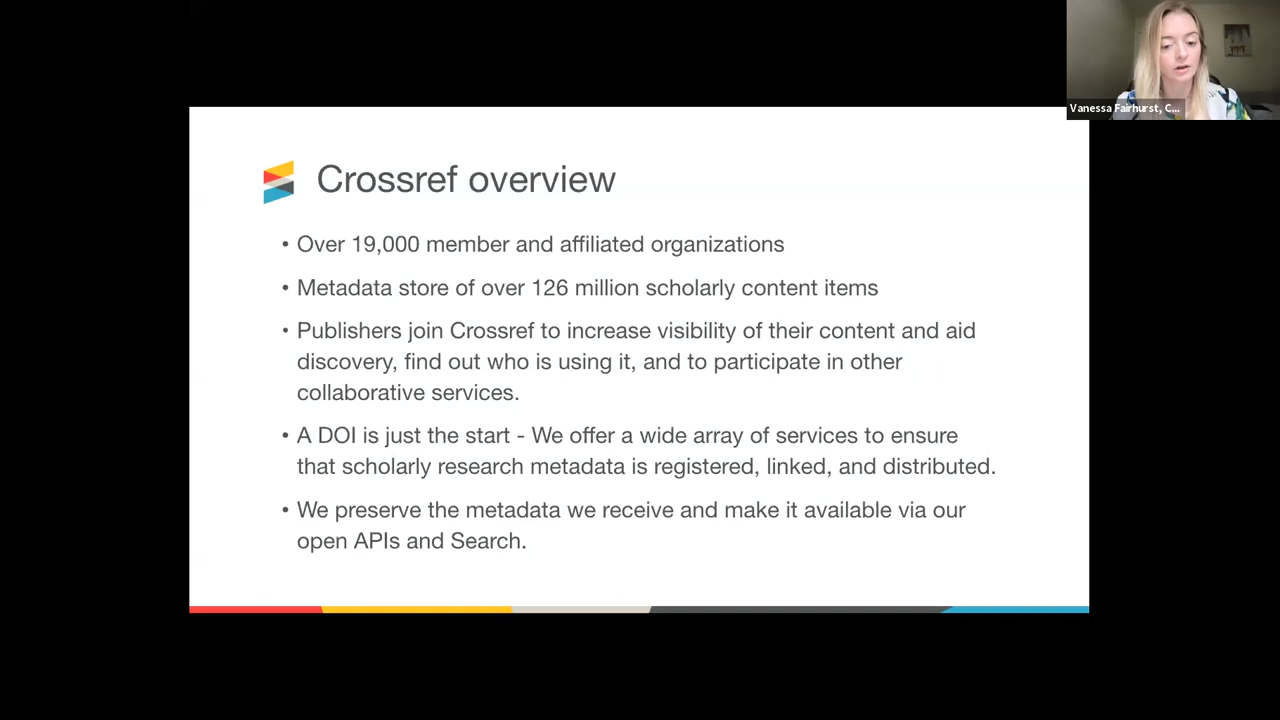 Vanessa Fairhurst, C...
Crossref overview
• Over 19,000 member and affiliated organizations
• Metadata store of over 126 million scholarly content items
• Publishers join Crossref to increase visibility of their content and aid
discovery, find out who is using it, and to participate in other
collaborative services.
• A DOI is just the start - We offer a wide array of services to ensure
that scholarly research metadata is registered, linked, and distributed.
• We preserve the metadata we receive and make it available via our
open APIs and Search.